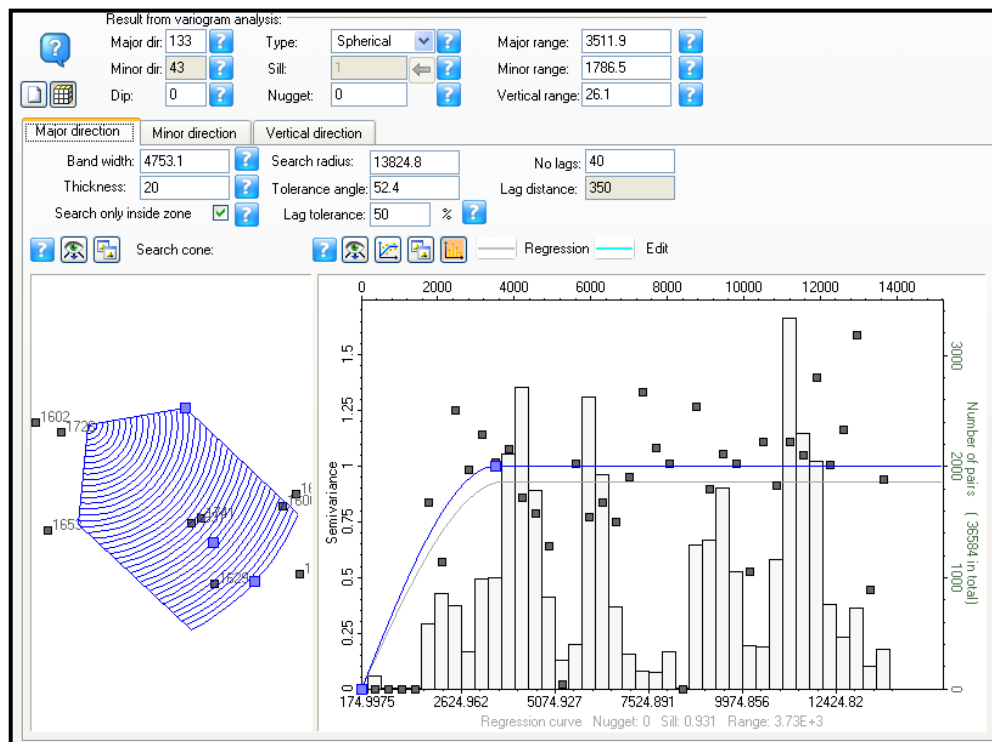 Result from variogram analysis:
Major dir: 133 ? Type: Spherical ? Major range: 3511.9 ?
Minor dir: 43 ? Sill: 1 ? Minor range: 1786.5 ?
Dip: 0 ? Nugget: 0 ? Vertical range: 26.1 ?
Major direction Minor direction Vertical direction
Band width: 4753.1 ? Search radius: 13824.8 No lags: 40
Thickness: 20 ? Tolerance angle: 52.4 Lag distance: 350
Search only inside zone ? Lag tolerance: 50 % ?
? Search cone: ? Regression Edit
0 2000 4000 6000 8000 10000 12000 14000
1602
1653
1741
1629
Semivariance
1.5
1.25
1
0.75
0.5
0.25
0
3000
2000
1000
0
Number of pairs ( 36584 in total)
174.9975 2624.962 5074.927 7524.891 9974.856 12424.82
Regression curve Nugget: 0 Sill: 0.931 Range: 3.73E+3